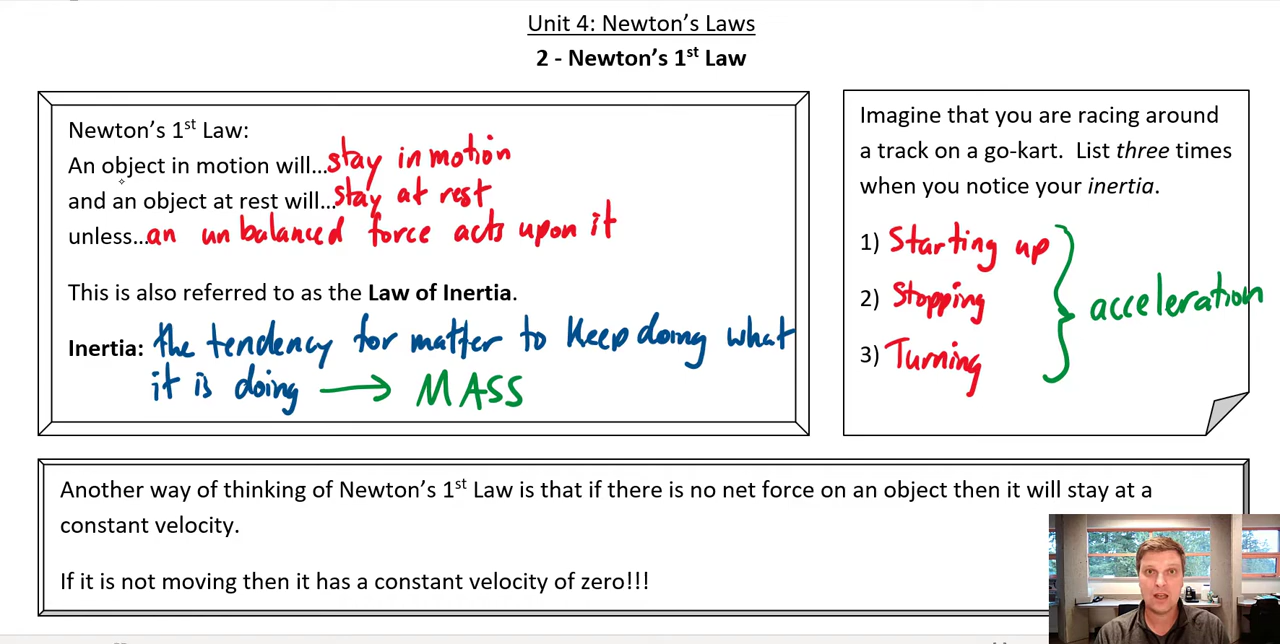 Unit 4: Newton's Laws
2 - Newton's 1st Law
Newton's 1st Law:
An object in motion will...stay in motion
and an object at rest will...stay at rest
unless...an unbalanced force acts upon it
This is also referred to as the Law of Inertia.
Inertia: the tendency for matter to keep doing what
it is doing → MASS
Imagine that you are racing around
a track on a go-kart. List three times
when you notice your inertia.
1) Starting up
2) Stopping
3) Turning
acceleration
Another way of thinking of Newton's 1st Law is that if there is no net force on an object then it will stay at a
constant velocity.
If it is not moving then it has a constant velocity of zero!!!